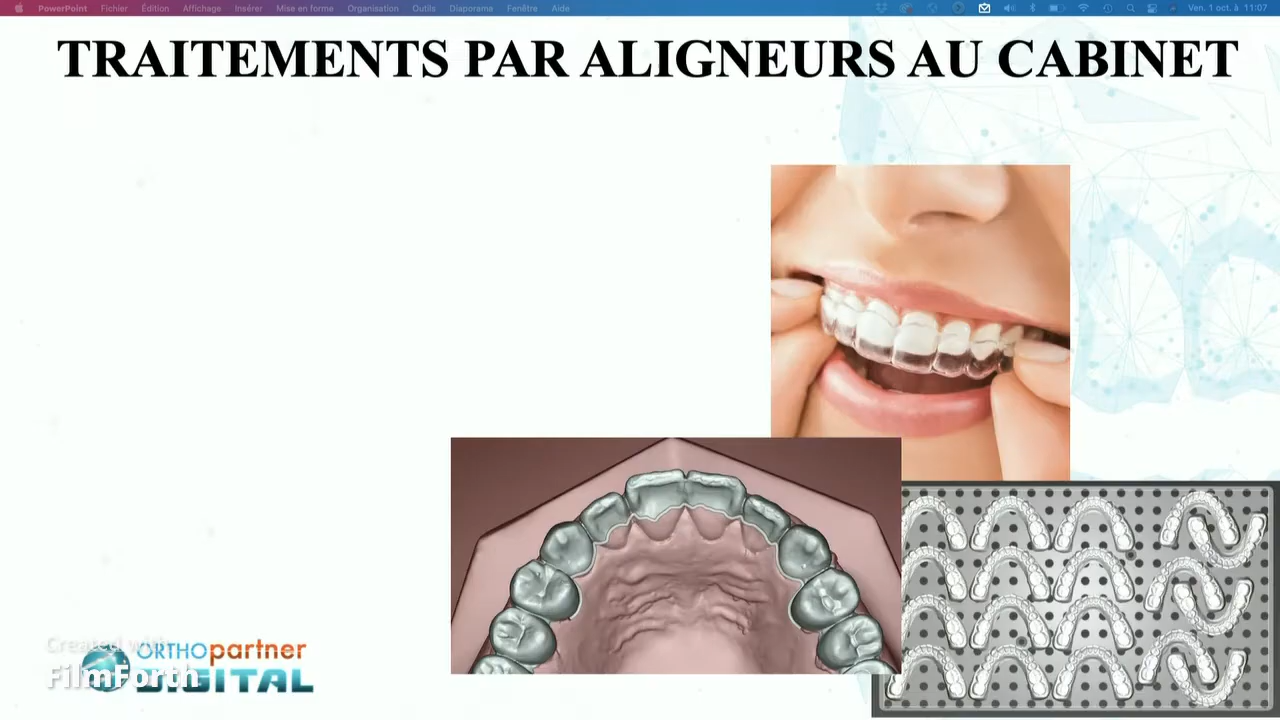 PowerPoint Fichier Édition Affichage Insérer Mise en forme Organisation Outils Diaporama Fenêtre Aide Ven. 1 oct. à 11:07
TRAITEMENTS PAR ALIGNEURS AU CABINET
Created with
ORTHOpartner
FilmForth
DIGITAL